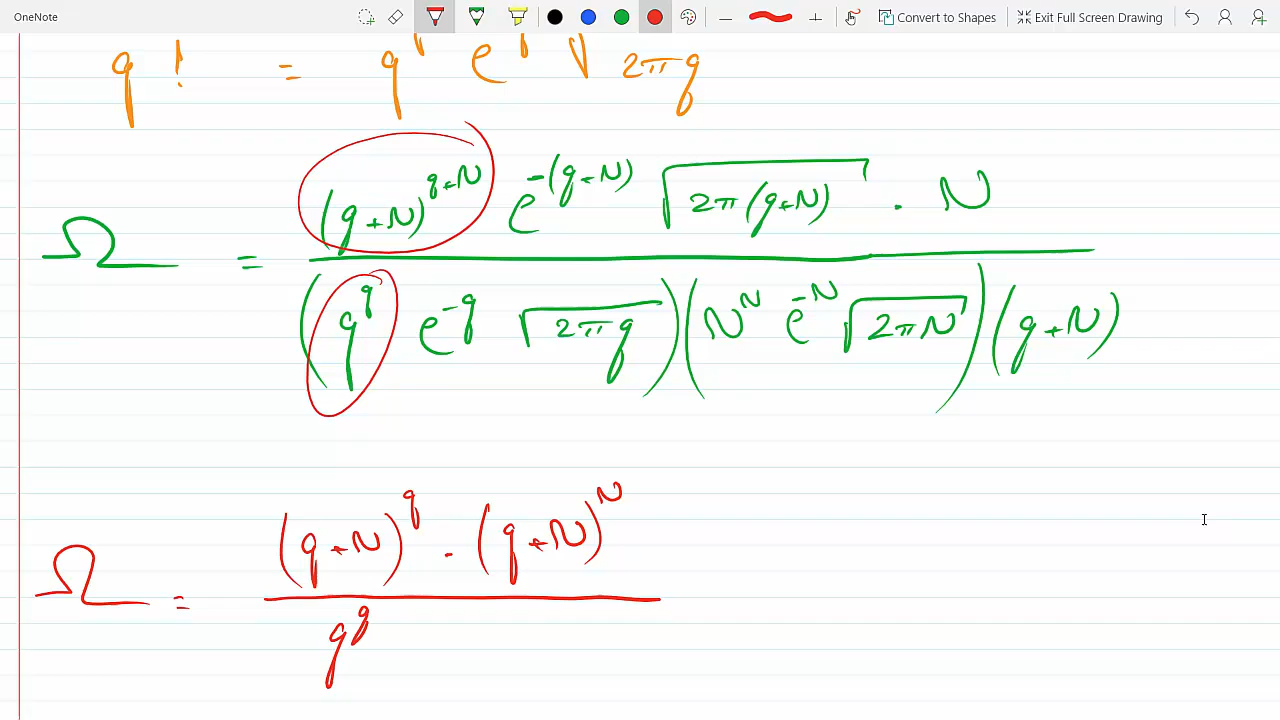 OneNote
Convert to Shapes
Exit Full Screen Drawing
q! = q^q e^ √2πq
Ω = ((q+N)^(q+N) e^-(q+N) √(2π(q+N)) . N) / ((q^q e^-q √(2πq)) (N^N e^-N √(2πN)) (q+N))
Ω = ((q+N)^q . (q+N)^N) / q^q